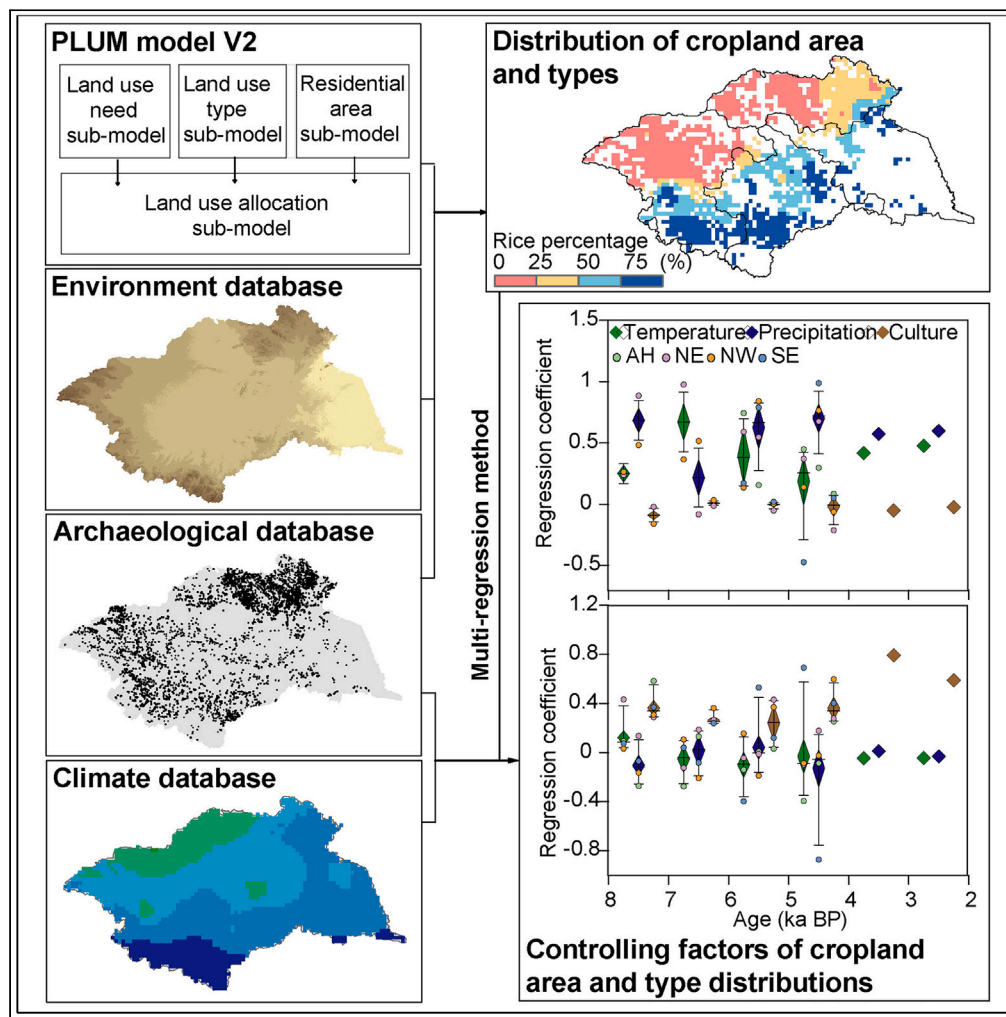 PLUM model V2
Land use
need
sub-model
Land use
type
sub-model
Residential
area
sub-model
Land use allocation
sub-model
Environment database
Archaeological database
Climate database
Multi-regression method
Distribution of cropland area
and types
Rice percentage
0 25 50 75 (%)
Temperature Precipitation Culture
AH NE NW SE
1.5
1
0.5
0
-0.5
Regression coefficient
1.2
0.8
0.4
0
-0.4
-0.8
Regression coefficient
8 7 6 5 4 3 2
Age (ka BP)
Controlling factors of cropland
area and type distributions